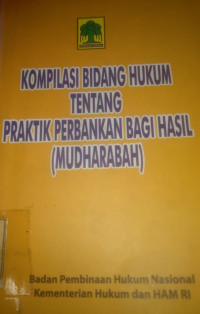 KOMPILASI BIDANG HUKUM
TENTANG
PRAKTIK PERBANKAN BAGI HASIL
(MUDHARABAH)
Badan Pembinaan Hukum Nasional
Kementerian Hukum dan HAM RI